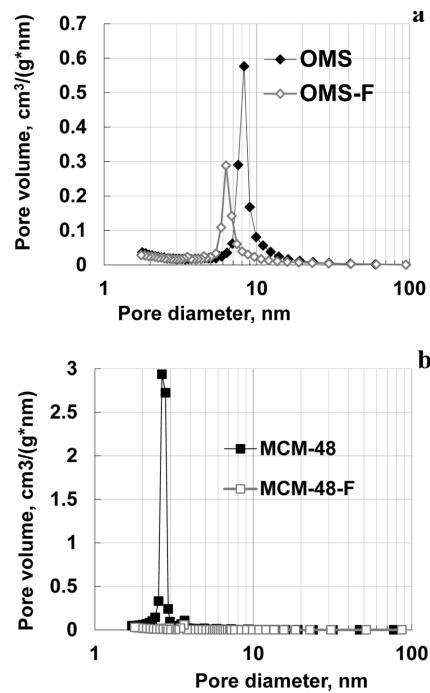 a
0.7
0.6
0.5
0.4
0.3
0.2
0.1
0
OMS
OMS-F
Pore volume, cm³/(g*nm)
1 10 100
Pore diameter, nm
b
3
2.5
2
1.5
1
0.5
0
MCM-48
MCM-48-F
Pore volume, cm3/(g*nm)
1 10 100
Pore diameter, nm